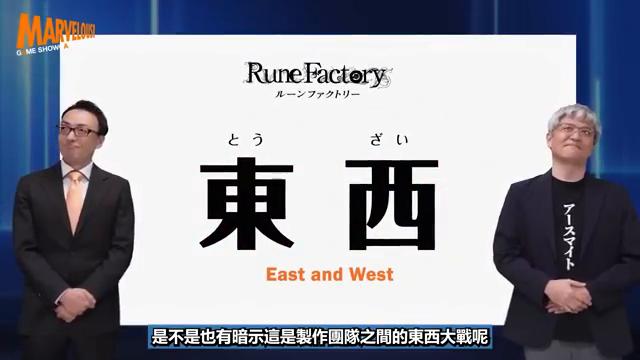 MARVELOUS!
GAME SHOWCA
Rune Factory
ルーンファクトリー
とう ざい
東西
East and West
アースマイト
是不是也有暗示這是製作團隊之間的東西大戰呢